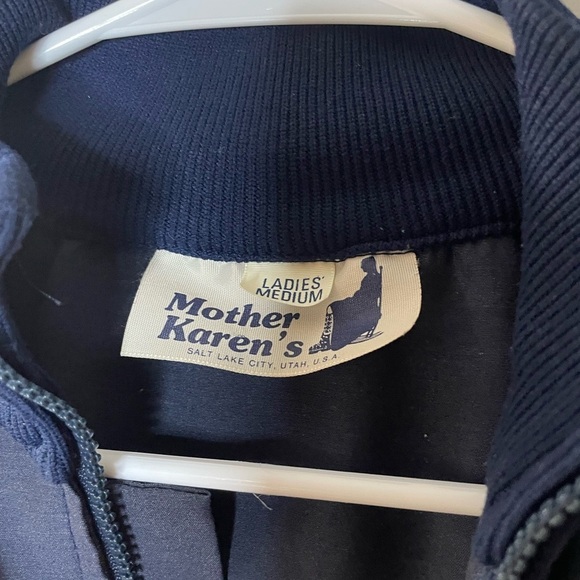 LADIES'
MEDIUM
Mother
Karen's
SALT LAKE CITY, UTAH, U.S.A.